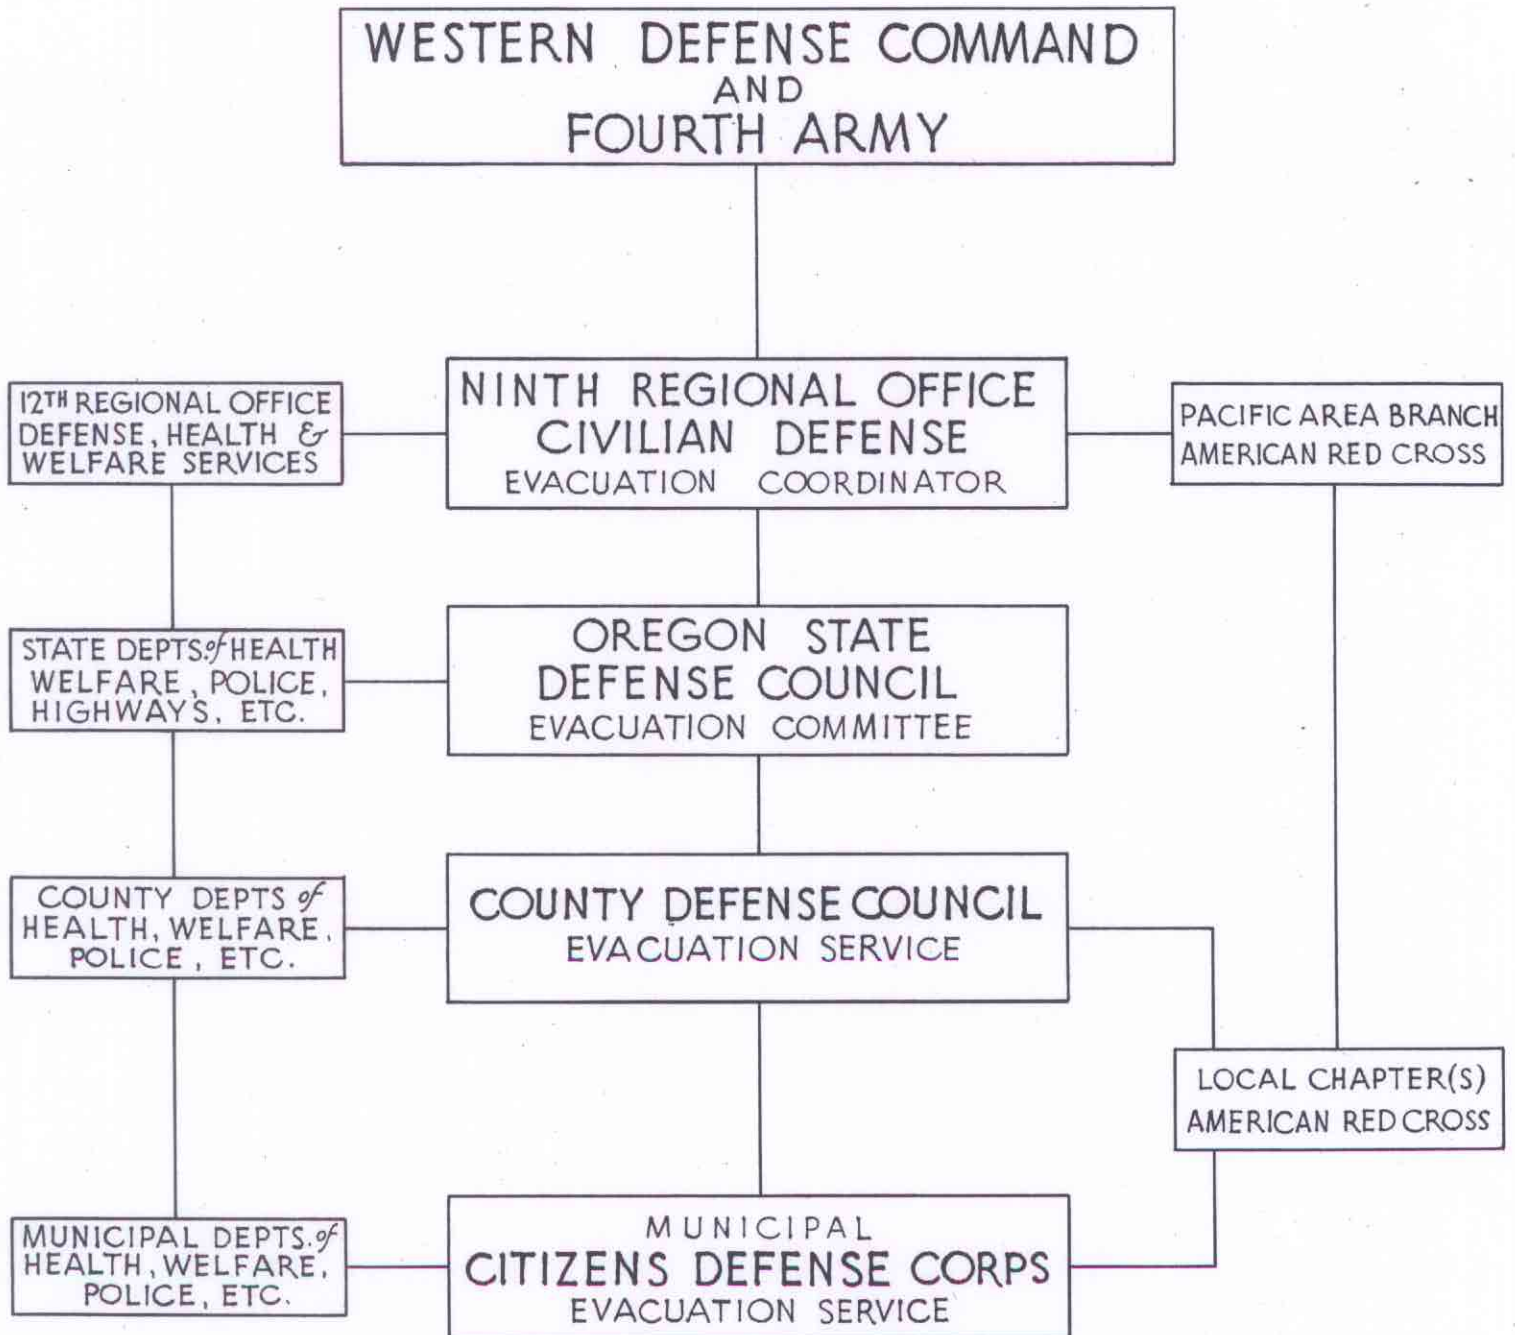 WESTERN DEFENSE COMMAND
AND
FOURTH ARMY
12TH REGIONAL OFFICE
DEFENSE, HEALTH &
WELFARE SERVICES
NINTH REGIONAL OFFICE
CIVILIAN DEFENSE
EVACUATION COORDINATOR
PACIFIC AREA BRANCH
AMERICAN RED CROSS
STATE DEPTS. of HEALTH
WELFARE, POLICE,
HIGHWAYS, ETC.
OREGON STATE
DEFENSE COUNCIL
EVACUATION COMMITTEE
COUNTY DEPTS of
HEALTH, WELFARE,
POLICE, ETC.
COUNTY DEFENSE COUNCIL
EVACUATION SERVICE
LOCAL CHAPTER(S)
AMERICAN RED CROSS
MUNICIPAL DEPTS. of
HEALTH, WELFARE,
POLICE, ETC.
MUNICIPAL
CITIZENS DEFENSE CORPS
EVACUATION SERVICE